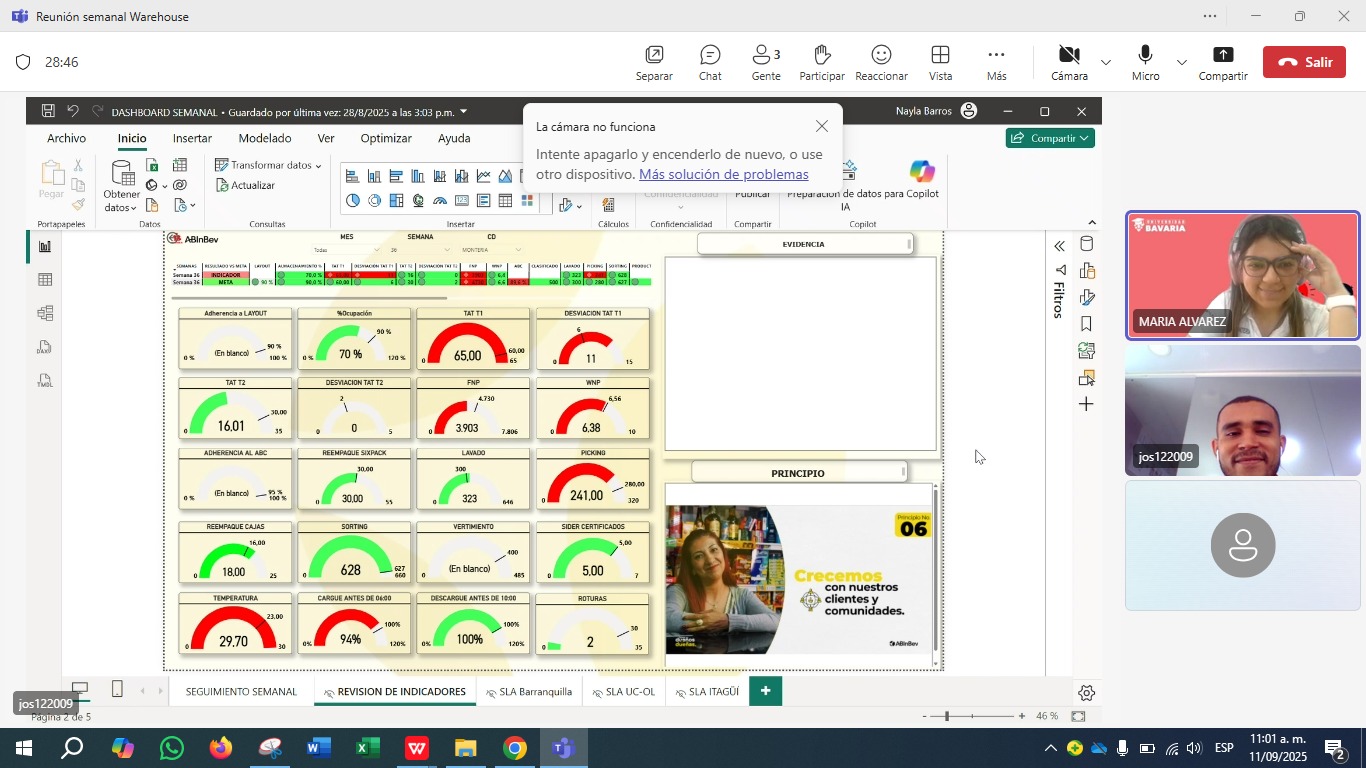 Reunión semanal Warehouse
28:46
Separar
Chat
3
Gente
Participar
Reaccionar
Vista
Más
Cámara
Micro
Compartir
Salir
DASHBOARD SEMANAL • Guardado por última vez: 28/8/2025 a las 3:03 p.m.
Nayla Barros
Archivo
Inicio
Insertar
Modelado
Ver
Optimizar
Ayuda
Compartir
La cámara no funciona
Intente apagarlo y encenderlo de nuevo, o use
otro dispositivo. Más solución de problemas
Pegar
Obtener
datos
Transformar datos
Actualizar
Confidencialidad
Publicar
Preparación de datos para Copilot
IA
Portapapeles
Datos
Consultas
Insertar
Cálculos
Confidencialidad
Compartir
Copilot
ABInBev
MES
SEMANA
CD
Todas
36
MONTERIA
SEMANAS
RESULTADO VS META
LAYOUT
ALMACENAMIENTO %
TAT T1
DESVIACION TAT T1
TAT T2
DESVIACION TAT T2
FNP
WNP
ABC
CLASIFICADO
LAVADO
PICKING
SORTING
PRODUCT
Semana 36
INDICADOR
70,0 %
16
0
6,4
323
628
Semana 36
META
90 %
90,0 %
60,00
6
30
2
6,6
500
300
280
627
EVIDENCIA
Adherencia a LAYOUT
(En blanco)
0 %
90 %
100 %
%Ocupación
70 %
0 %
90 %
120 %
TAT T1
65,00
0
60,00
65
DESVIACION TAT T1
11
0
6
15
TAT T2
16,01
0
30,00
35
DESVIACION TAT T2
0
0
2
5
FNP
3.903
0
4.730
7.806
WNP
6,38
0
6,56
10
ADHERENCIA AL ABC
(En blanco)
0 %
95 %
100 %
REEMPAQUE SIXPACK
30,00
0
30,00
55
LAVADO
323
0
300
646
PICKING
241,00
0
280,00
320
REEMPAQUE CAJAS
18,00
0
16,00
25
SORTING
628
0
627
660
VERTIMIENTO
(En blanco)
0
400
485
SIDER CERTIFICADOS
5,00
0
5,00
7
TEMPERATURA
29,70
0
23,00
30
CARGUE ANTES DE 06:00
94%
0%
100%
120%
DESCARGUE ANTES DE 10:00
100%
0%
100%
120%
ROTURAS
2
0
30
35
PRINCIPIO
Principio No.
06
Crecemos
con nuestros
clientes y
comunidades.
ABInBev
Filtros
DAX
TMDL
SEGUIMIENTO SEMANAL
REVISION DE INDICADORES
SLA Barranquilla
SLA UC-OL
SLA ITAGÜÍ
jos122009
Página 2 de 5
46 %
UNIVERSIDAD
BAVARIA
MARIA ALVAREZ
jos122009
ESP
11:01 a. m.
11/09/2025
2